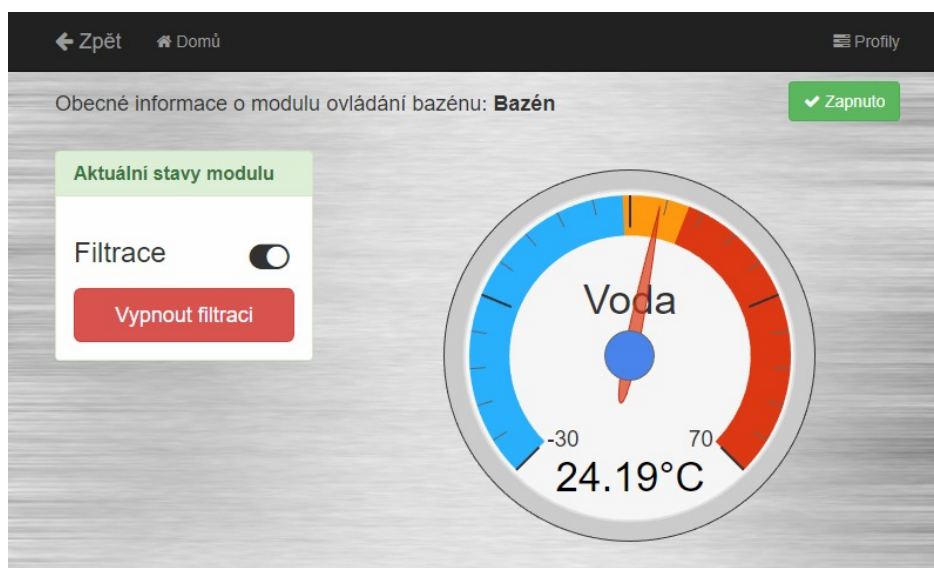 Zpět Domů Profily
Obecné informace o modulu ovládání bazénu: Bazén Zapnuto
Aktuální stavy modulu
Filtrace
Vypnout filtraci
Voda
-30 70
24.19°C